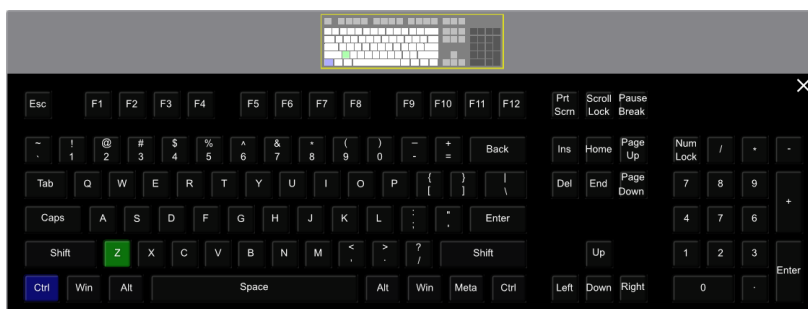 Esc F1 F2 F3 F4 F5 F6 F7 F8 F9 F10 F11 F12 Prt Scrn Scroll Lock Pause Break
~ ! @ # $ % ^ & * ( ) – +
. 1 2 3 4 5 6 7 8 9 0 - = Back Ins Home Page Up Num Lock / * -
Tab Q W E R T Y U I O P { [ } ] | \ Del End Page Down 7 8 9 +
Caps A S D F G H J K L : ; " ' Enter 4 7 6
Shift Z X C V B N M < , > . ? / Shift Up 1 2 3 Enter
Ctrl Win Alt Space Alt Win Meta Ctrl Left Down Right 0 .